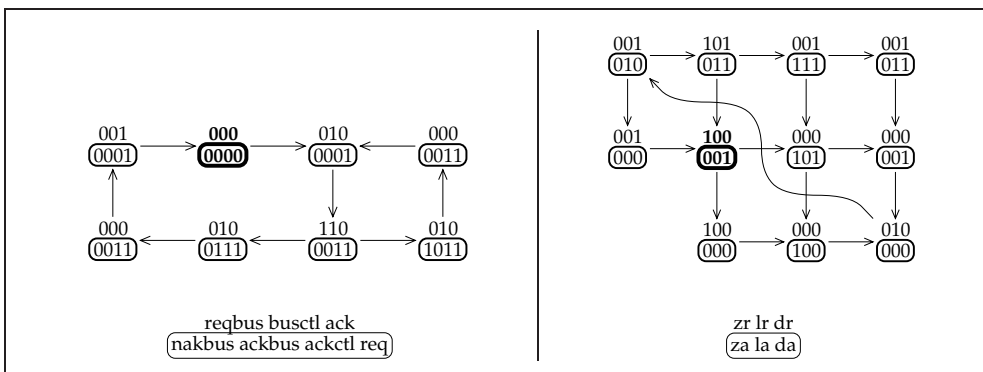 001 000 010 000
0001 0000 0001 0011
000 010 110 010
0011 0111 0011 1011
reqbus busctl ack
nakbus ackbus ackctl req
001 101 001 001
010 011 111 011
001 100 000 000
000 001 101 001
100 000 010
000 100 000
zr lr dr
za la da